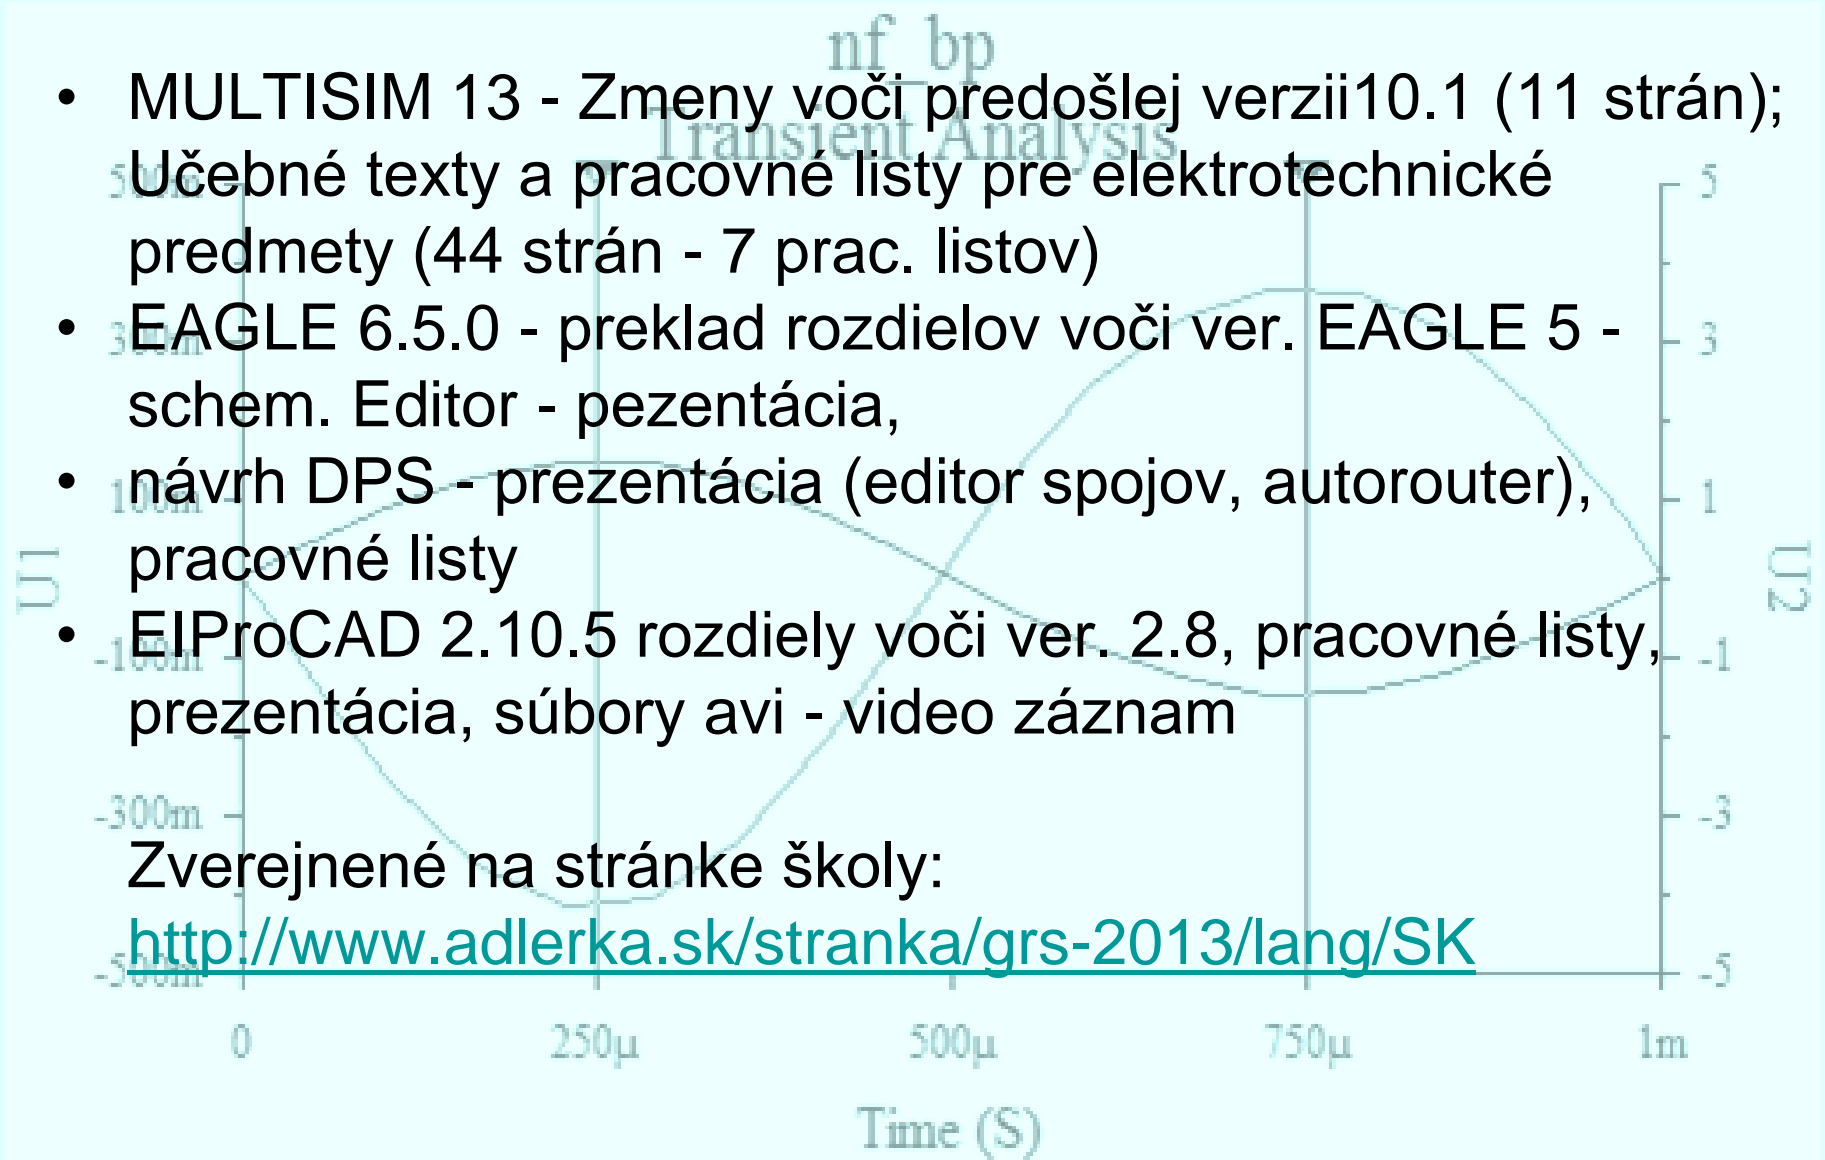 nf_bp
Transient Analysis
• MULTISIM 13 - Zmeny voči predošlej verzii10.1 (11 strán);
Učebné texty a pracovné listy pre elektrotechnické
predmety (44 strán - 7 prac. listov)
• EAGLE 6.5.0 - preklad rozdielov voči ver. EAGLE 5 -
schem. Editor - pezentácia,
• návrh DPS - prezentácia (editor spojov, autorouter),
pracovné listy
• ElProCAD 2.10.5 rozdiely voči ver. 2.8, pracovné listy,
prezentácia, súbory avi - video záznam
Zverejnené na stránke školy:
http://www.adlerka.sk/stranka/grs-2013/lang/SK
U1
500m
300m
100m
-100m
-300m
-500m
5
3
1
-1
-3
-5
U2
0 250µ 500µ 750µ 1m
Time (S)